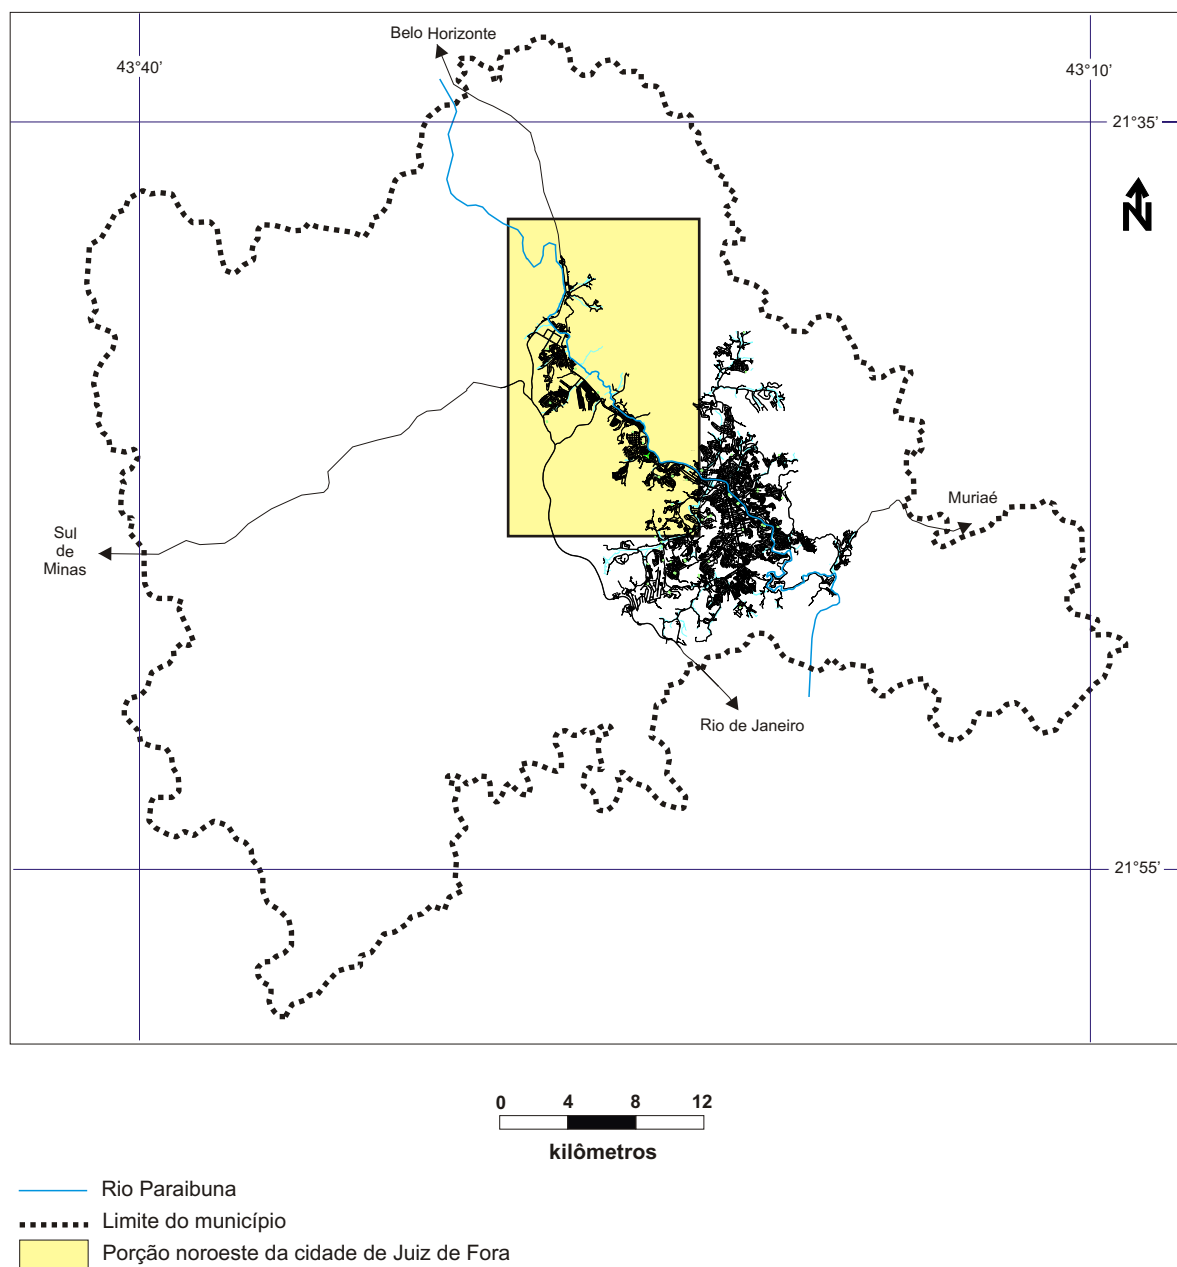 Belo Horizonte
43°40’
43°10’
21°35’
N
Muriaé
Sul
de
Minas
Rio de Janeiro
21°55’
0 4 8 12
kilômetros
Rio Paraibuna
Limite do município
Porção noroeste da cidade de Juiz de Fora